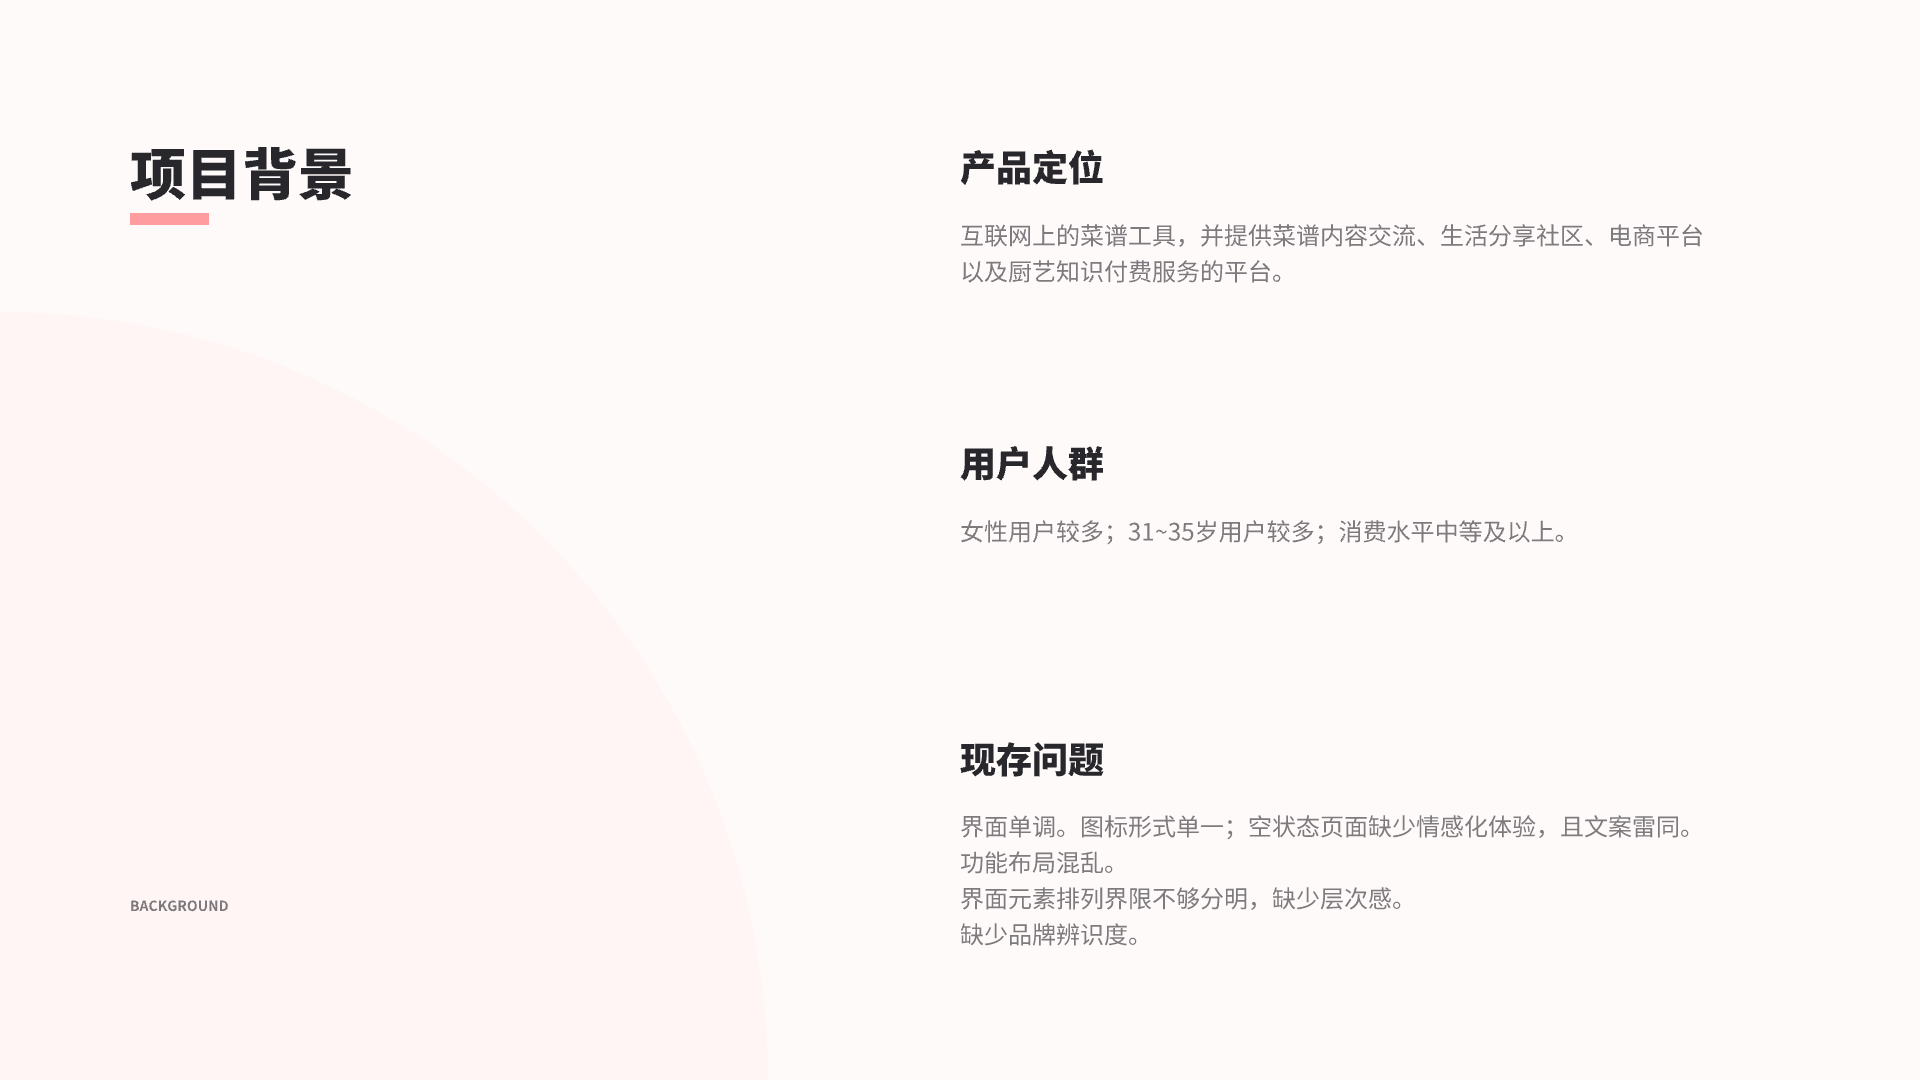 项目背景
产品定位
互联网上的菜谱工具，并提供菜谱内容交流、生活分享社区、电商平台
以及厨艺知识付费服务的平台。
用户人群
女性用户较多；31~35岁用户较多；消费水平中等及以上。
现存问题
界面单调。图标形式单一；空状态页面缺少情感化体验，且文案雷同。
功能布局混乱。
界面元素排列界限不够分明，缺少层次感。
缺少品牌辨识度。
BACKGROUND